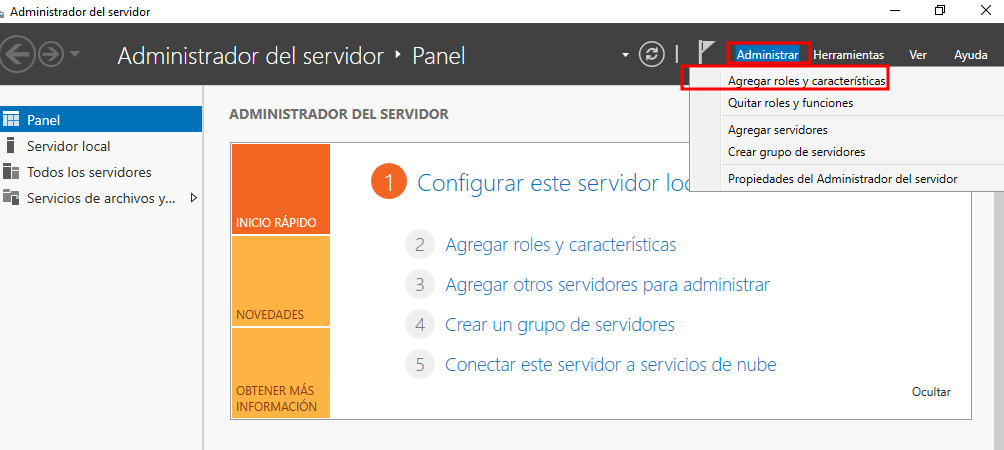 Administrador del servidor
Administrador del servidor ‣ Panel
Administrar Herramientas Ver Ayuda
Agregar roles y características
Quitar roles y funciones
Agregar servidores
Crear grupo de servidores
Propiedades del Administrador del servidor
Panel
Servidor local
Todos los servidores
Servicios de archivos y...
ADMINISTRADOR DEL SERVIDOR
INICIO RÁPIDO
NOVEDADES
OBTENER MÁS
INFORMACIÓN
1 Configurar este servidor loc
2 Agregar roles y características
3 Agregar otros servidores para administrar
4 Crear un grupo de servidores
5 Conectar este servidor a servicios de nube
Ocultar